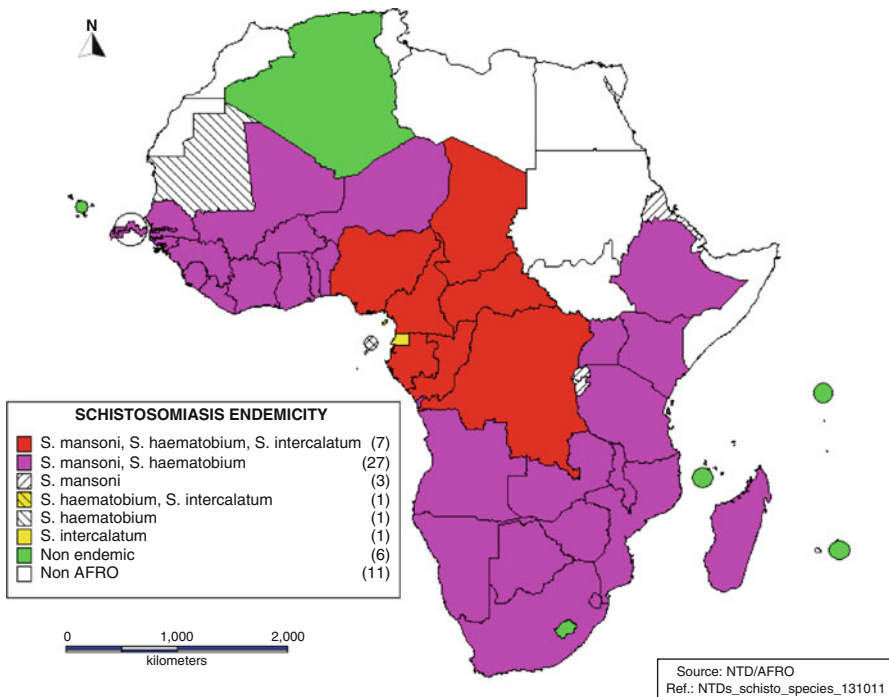 N
SCHISTOSOMIASIS ENDEMICITY
S. mansoni, S. haematobium, S. intercalatum (7)
S. mansoni, S. haematobium (27)
S. mansoni (3)
S. haematobium, S. intercalatum (1)
S. haematobium (1)
S. intercalatum (1)
Non endemic (6)
Non AFRO (11)
0 1,000 2,000
kilometers
Source: NTD/AFRO
Ref.: NTDs_schisto_species_131011